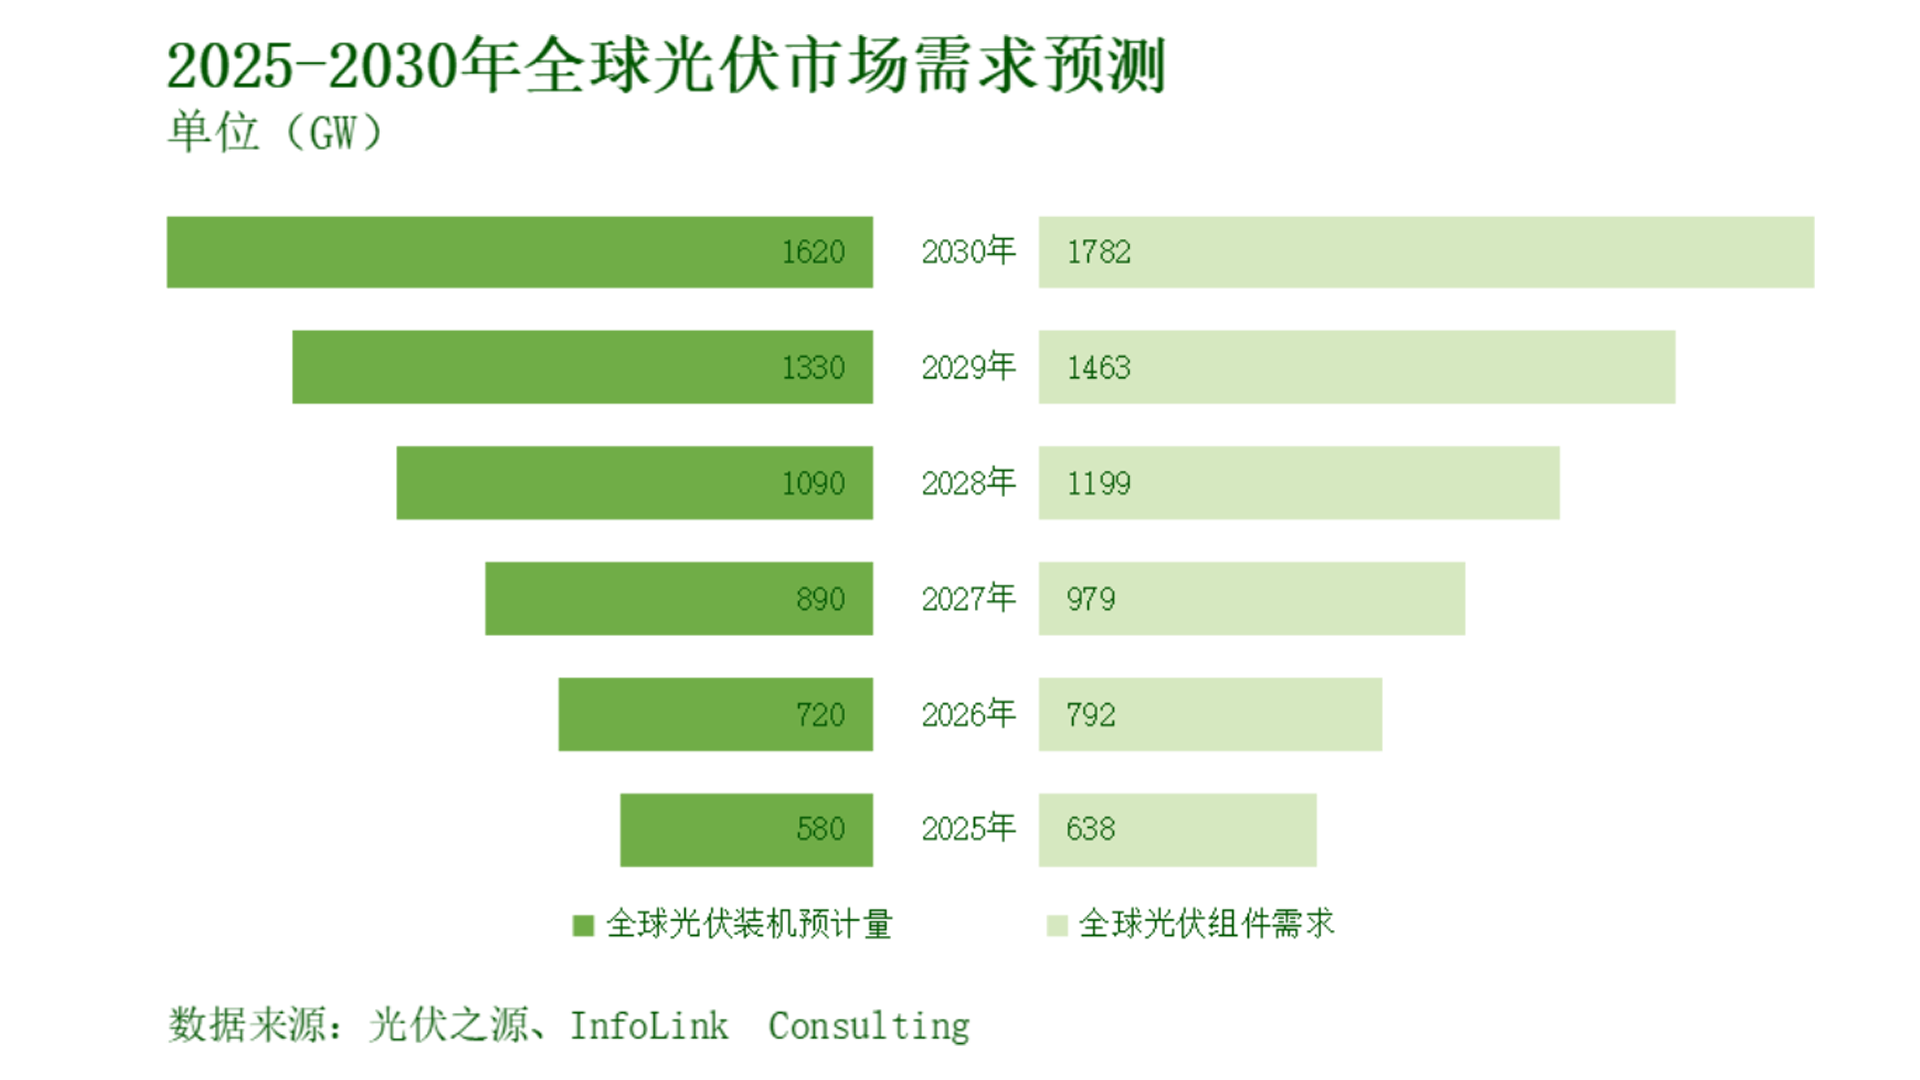 2025-2030年全球光伏市场需求预测
单位（GW）
1620 2030年 1782
1330 2029年 1463
1090 2028年 1199
890 2027年 979
720 2026年 792
580 2025年 638
全球光伏装机预计量 全球光伏组件需求
数据来源：光伏之源、InfoLink Consulting